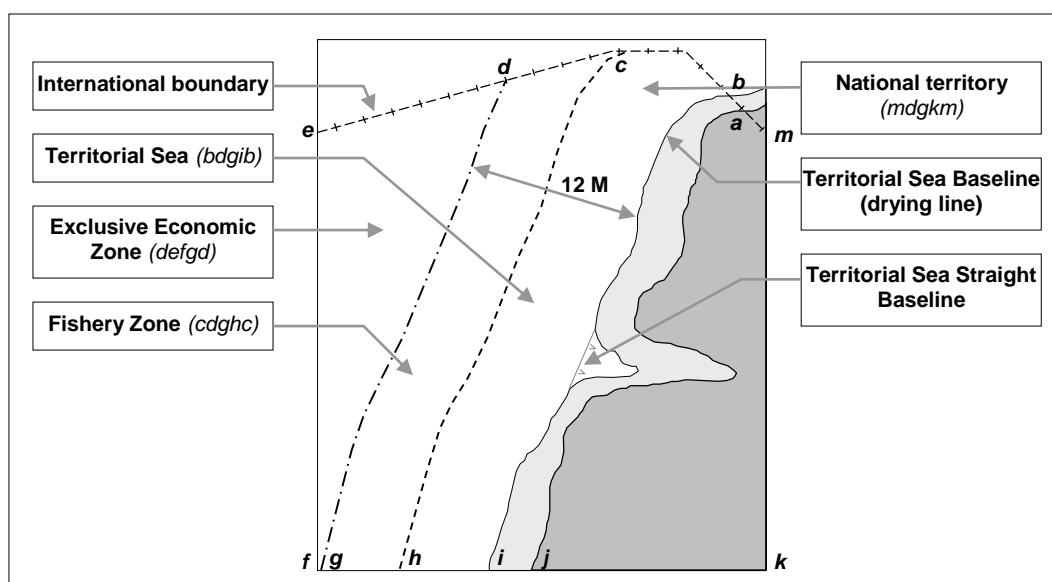 International boundary
Territorial Sea (bdgib)
Exclusive Economic
Zone (defgd)
Fishery Zone (cdghc)
d
c
b
e
a
m
12 M
f
g
h
i
j
k
National territory
(mdgkm)
Territorial Sea Baseline
(drying line)
Territorial Sea Straight
Baseline